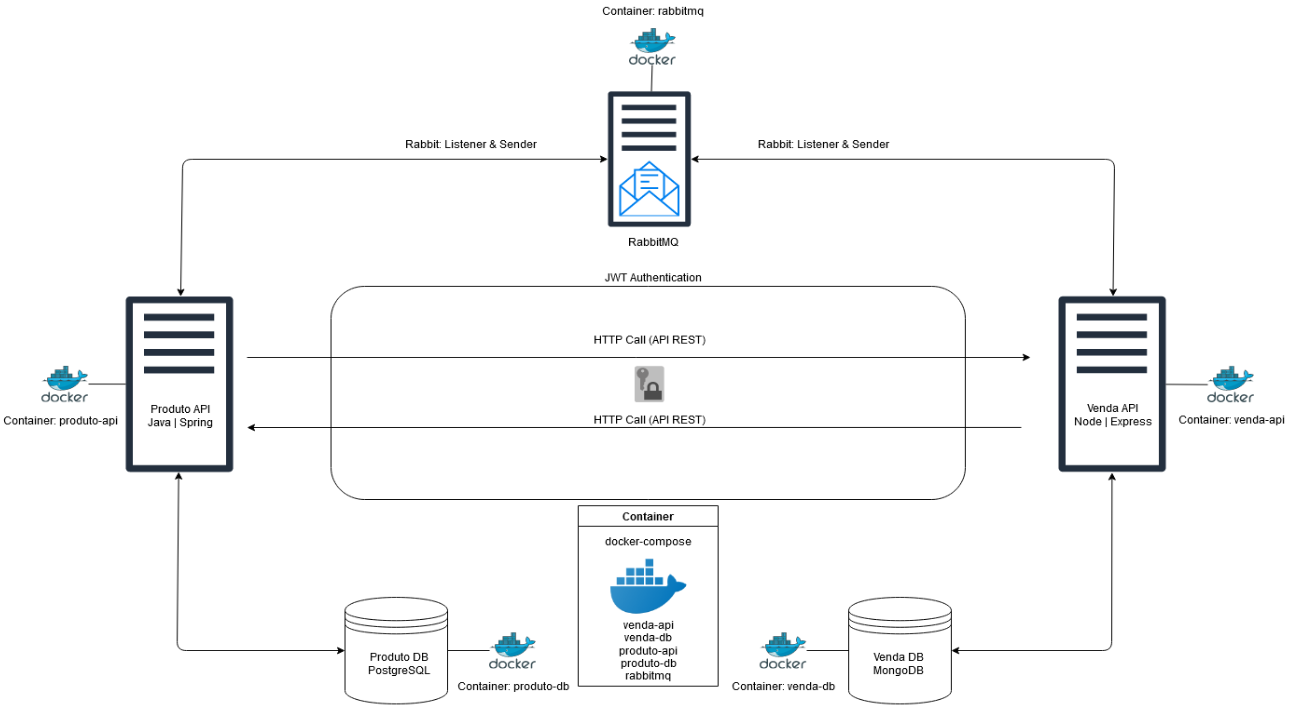 Container: rabbitmq
docker
Rabbit: Listener & Sender
Rabbit: Listener & Sender
RabbitMQ
JWT Authentication
HTTP Call (API REST)
HTTP Call (API REST)
docker
Container: produto-api
Produto API
Java | Spring
Venda API
Node | Express
docker
Container: venda-api
Container
docker-compose
venda-api
venda-db
produto-api
produto-db
rabbitmq
Produto DB
PostgreSQL
docker
Container: produto-db
docker
Container: venda-db
Venda DB
MongoDB